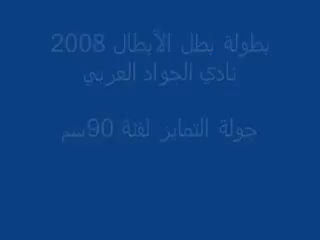 بطولة بطل الأبطال 2008
نادي الجواد العربي
جولة التمايز لفئة 90سم